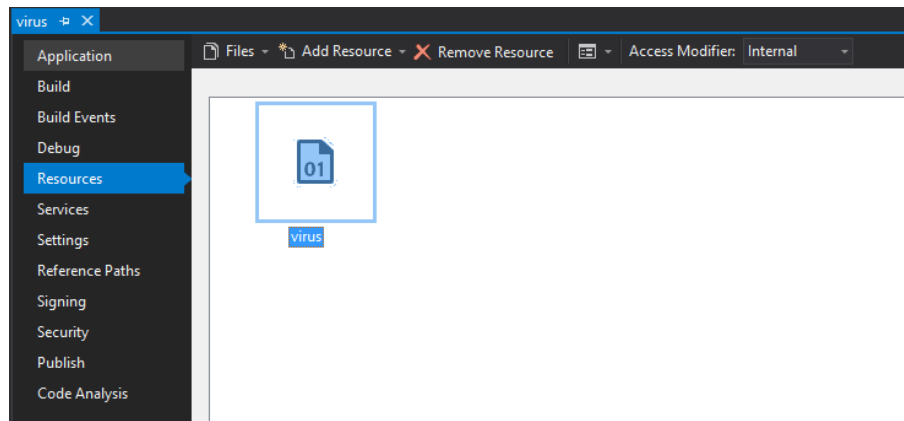 virus
Application
Files Add Resource Remove Resource Access Modifier: Internal
Build
Build Events
Debug
Resources
Services
Settings
Reference Paths
Signing
Security
Publish
Code Analysis
01
virus